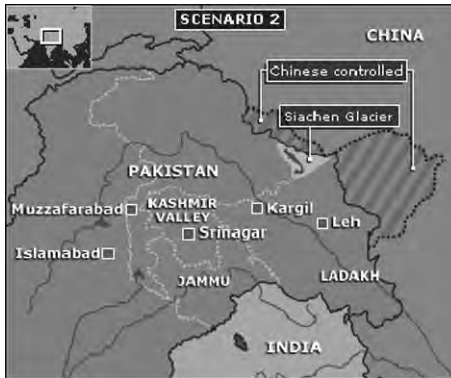 SCENARIO 2
CHINA
Chinese controlled
Siachen Glacier
PAKISTAN
KASHMIR
VALLEY
Muzzafarabad
Kargil
Srinagar
Leh
Islamabad
JAMMU
LADAKH
INDIA